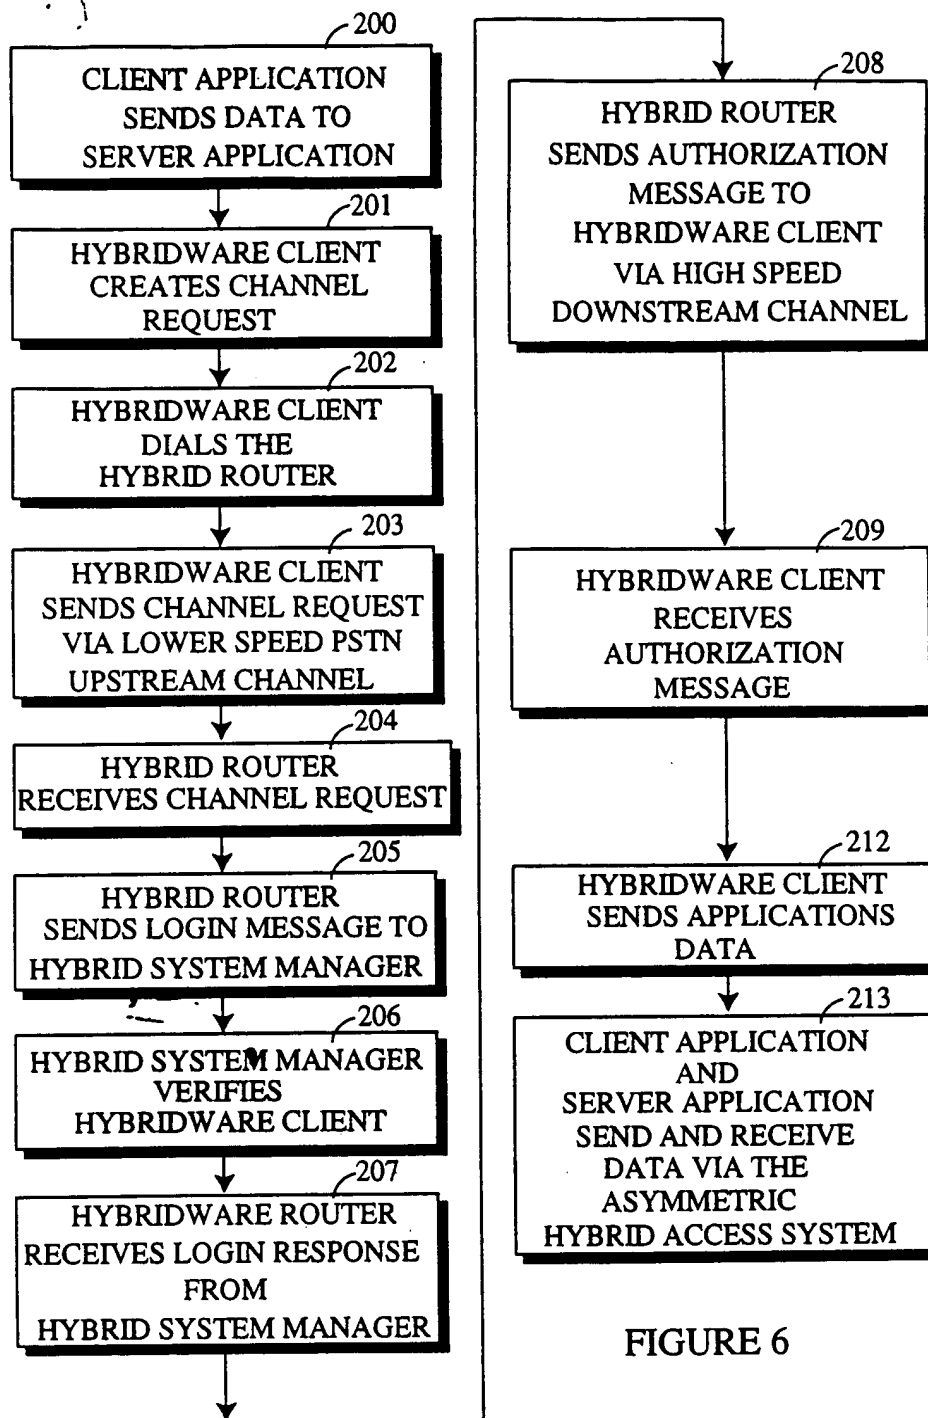 200
CLIENT APPLICATION
SENDS DATA TO
SERVER APPLICATION
201
HYBRIDWARE CLIENT
CREATES CHANNEL
REQUEST
202
HYBRIDWARE CLIENT
DIALS THE
HYBRID ROUTER
203
HYBRIDWARE CLIENT
SENDS CHANNEL REQUEST
VIA LOWER SPEED PSTN
UPSTREAM CHANNEL
204
HYBRID ROUTER
RECEIVES CHANNEL REQUEST
205
HYBRID ROUTER
SENDS LOGIN MESSAGE TO
HYBRID SYSTEM MANAGER
206
HYBRID SYSTEM MANAGER
VERIFIES
HYBRIDWARE CLIENT
207
HYBRIDWARE ROUTER
RECEIVES LOGIN RESPONSE
FROM
HYBRID SYSTEM MANAGER
208
HYBRID ROUTER
SENDS AUTHORIZATION
MESSAGE TO
HYBRIDWARE CLIENT
VIA HIGH SPEED
DOWNSTREAM CHANNEL
209
HYBRIDWARE CLIENT
RECEIVES
AUTHORIZATION
MESSAGE
212
HYBRIDWARE CLIENT
SENDS APPLICATIONS
DATA
213
CLIENT APPLICATION
AND
SERVER APPLICATION
SEND AND RECEIVE
DATA VIA THE
ASYMMETRIC
HYBRID ACCESS SYSTEM
FIGURE 6